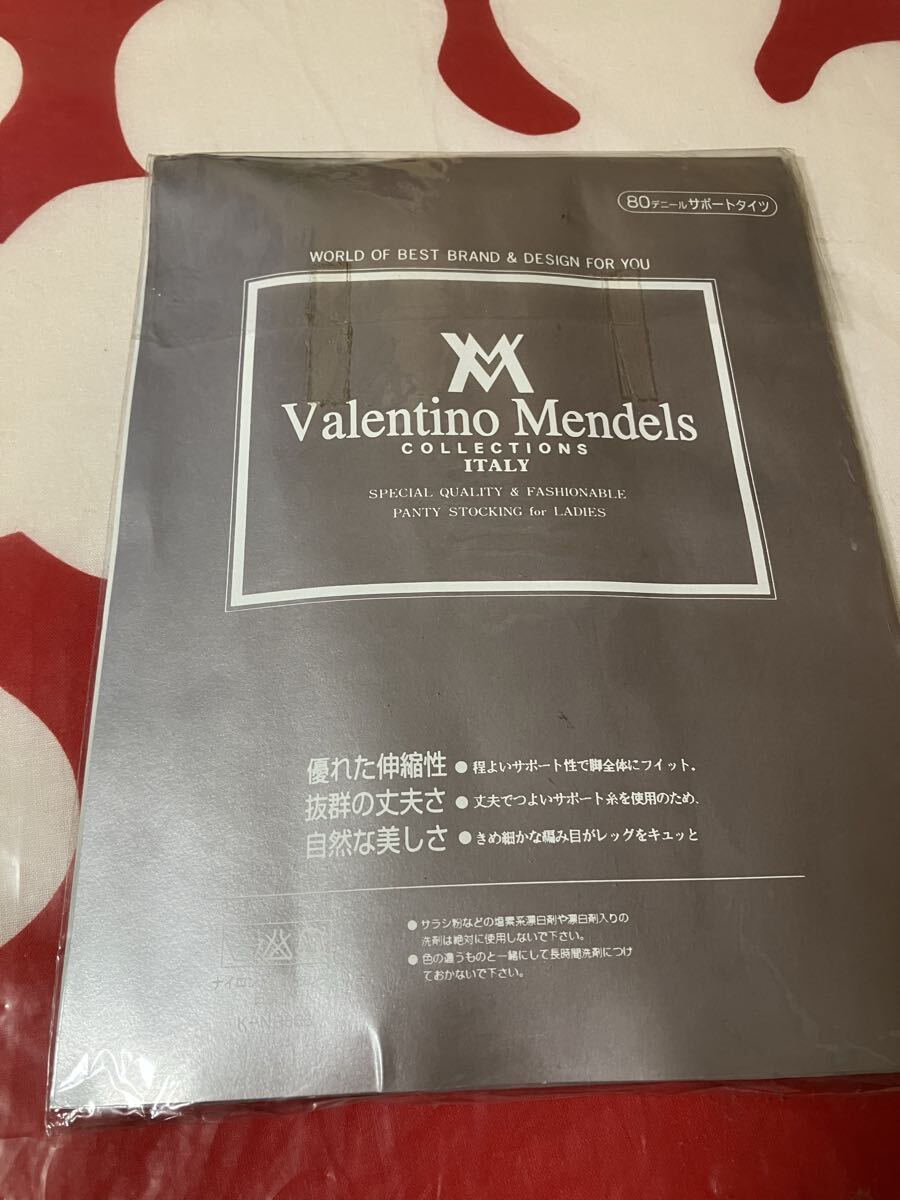 80デニールサポートタイツ
WORLD OF BEST BRAND & DESIGN FOR YOU
VM
Valentino Mendels
COLLECTIONS
ITALY
SPECIAL QUALITY & FASHIONABLE
PANTY STOCKING for LADIES
優れた伸縮性 ● 程よいサポート性で脚全体にフイット。
抜群の丈夫さ ● 丈夫でつよいサポート糸を使用のため、
自然な美しさ ● きめ細かな編み目がレッグをキュッと
● サラシ粉などの塩素系漂白剤や漂白剤入りの
洗剤は絶対に使用しないで下さい。
● 色の違うものと一緒にして長時間洗剤につけ
ておかないで下さい。
ナイロン